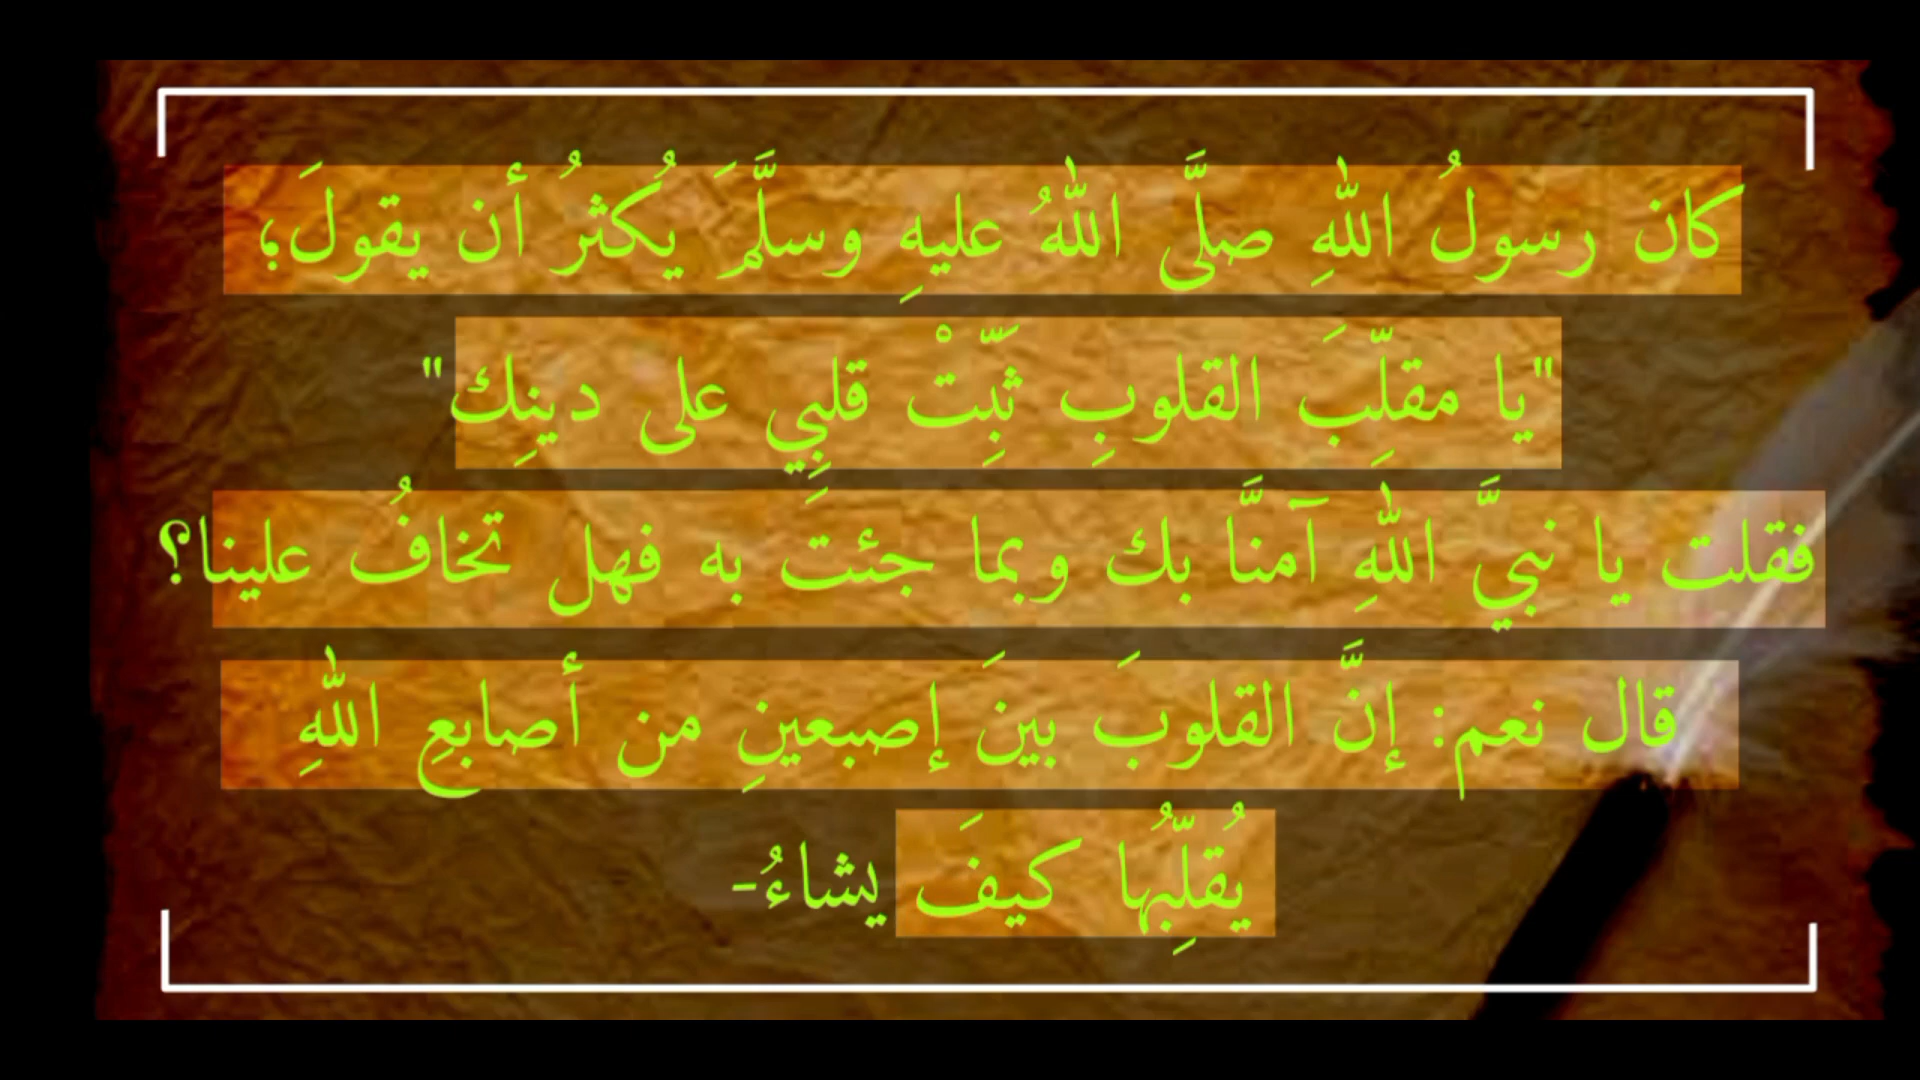 كان رسولُ اللهِ صلَّى اللهُ عليهِ وسلَّمَ يُكثرُ أن يقولَ؛
"يا مقلِّبَ القلوبِ ثَبِّتْ قلبِي على دينِك"
فقلت يا نبيَّ اللهِ آمنَّا بك وبما جئتَ به فهل تخافُ علينا؟
قال نعم: إنَّ القلوبَ بينَ إصبعينِ من أصابعِ اللهِ
يُقلِّبُها كيفَ يشاءُ-